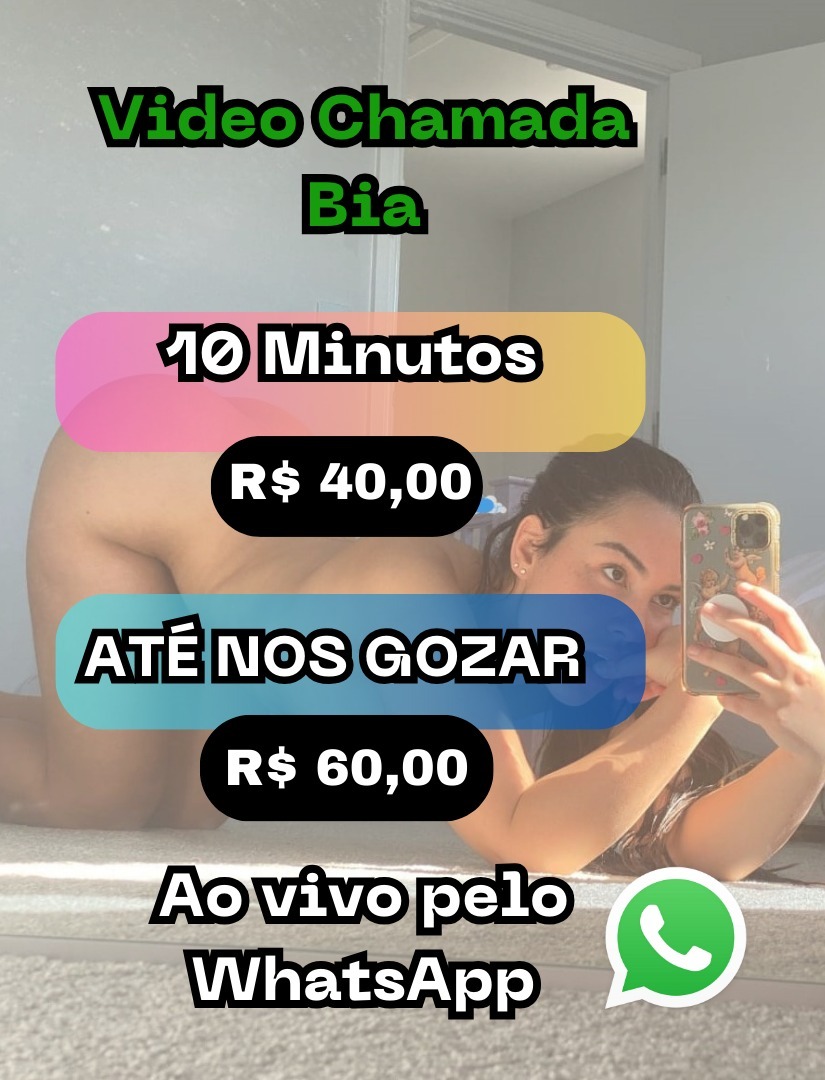 Video Chamada
Bia
10 Minutos
R$ 40,00
ATÉ NOS GOZAR
R$ 60,00
Ao vivo pelo
WhatsApp